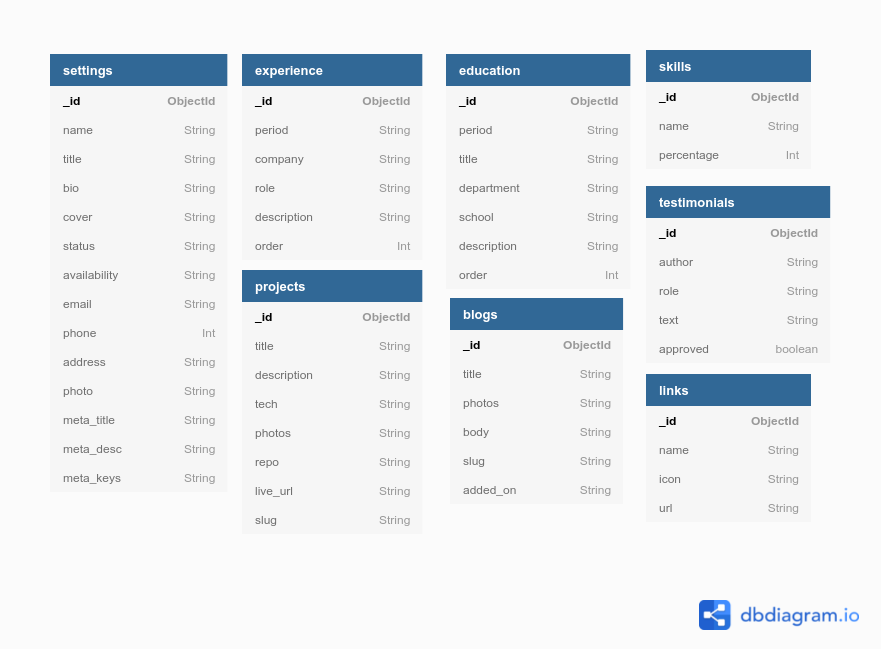 settings
_id ObjectId
name String
title String
bio String
cover String
status String
availability String
email String
phone Int
address String
photo String
meta_title String
meta_desc String
meta_keys String
experience
_id ObjectId
period String
company String
role String
description String
order Int
projects
_id ObjectId
title String
description String
tech String
photos String
repo String
live_url String
slug String
education
_id ObjectId
period String
title String
department String
school String
description String
order Int
blogs
_id ObjectId
title String
photos String
body String
slug String
added_on String
skills
_id ObjectId
name String
percentage Int
testimonials
_id ObjectId
author String
role String
text String
approved boolean
links
_id ObjectId
name String
icon String
url String
dbdiagram.io